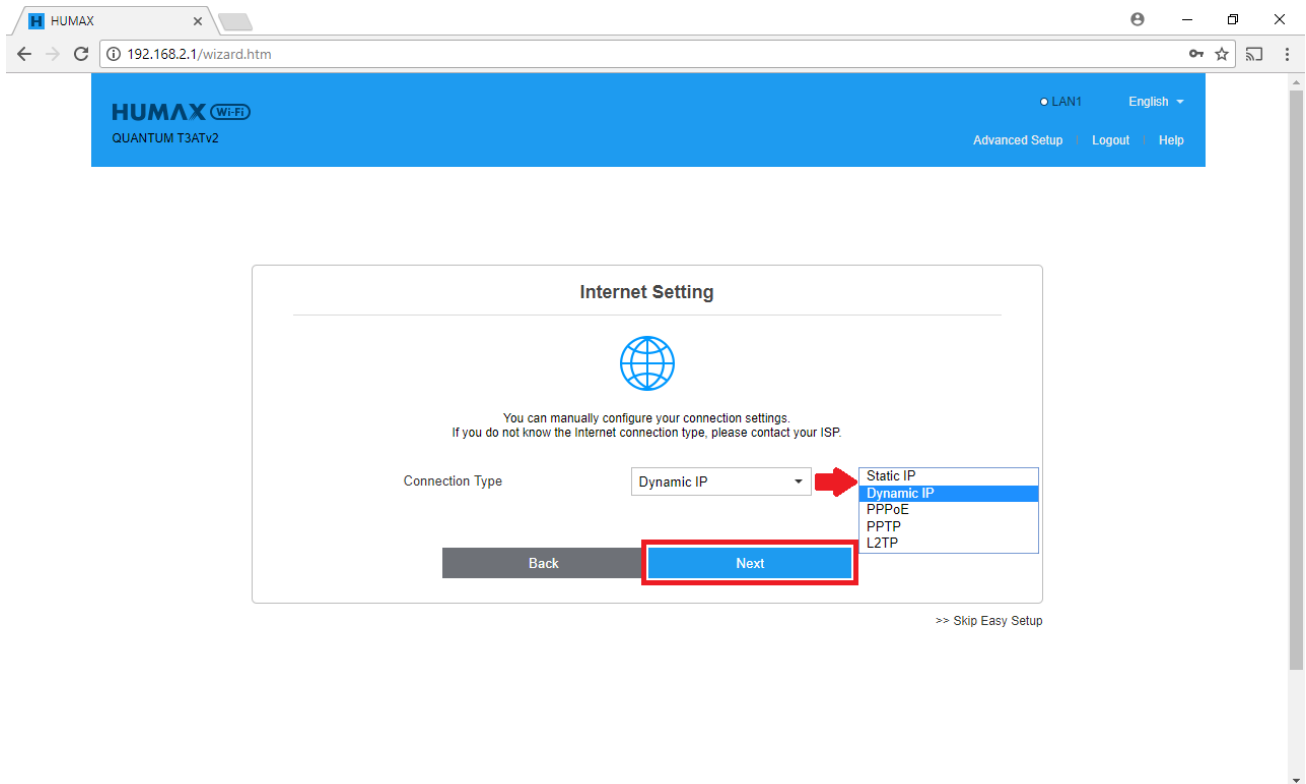 HUMAX
192.168.2.1/wizard.htm
HUMAX Wi-Fi
LAN1 English
QUANTUM T3ATv2
Advanced Setup Logout Help
Internet Setting
You can manually configure your connection settings.
If you do not know the Internet connection type, please contact your ISP.
Connection Type Dynamic IP
Static IP
Dynamic IP
PPPoE
PPTP
L2TP
Back Next
>> Skip Easy Setup